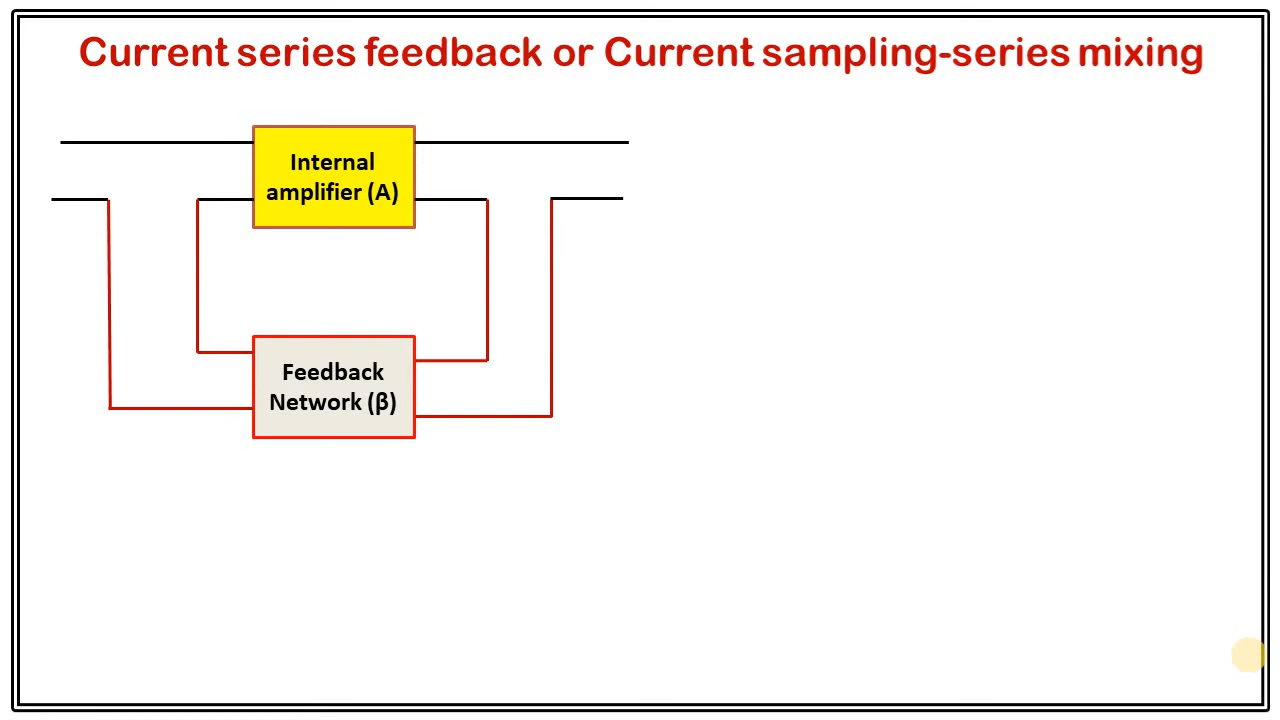 Current series feedback or Current sampling-series mixing
Internal
amplifier (A)
Feedback
Network (β)